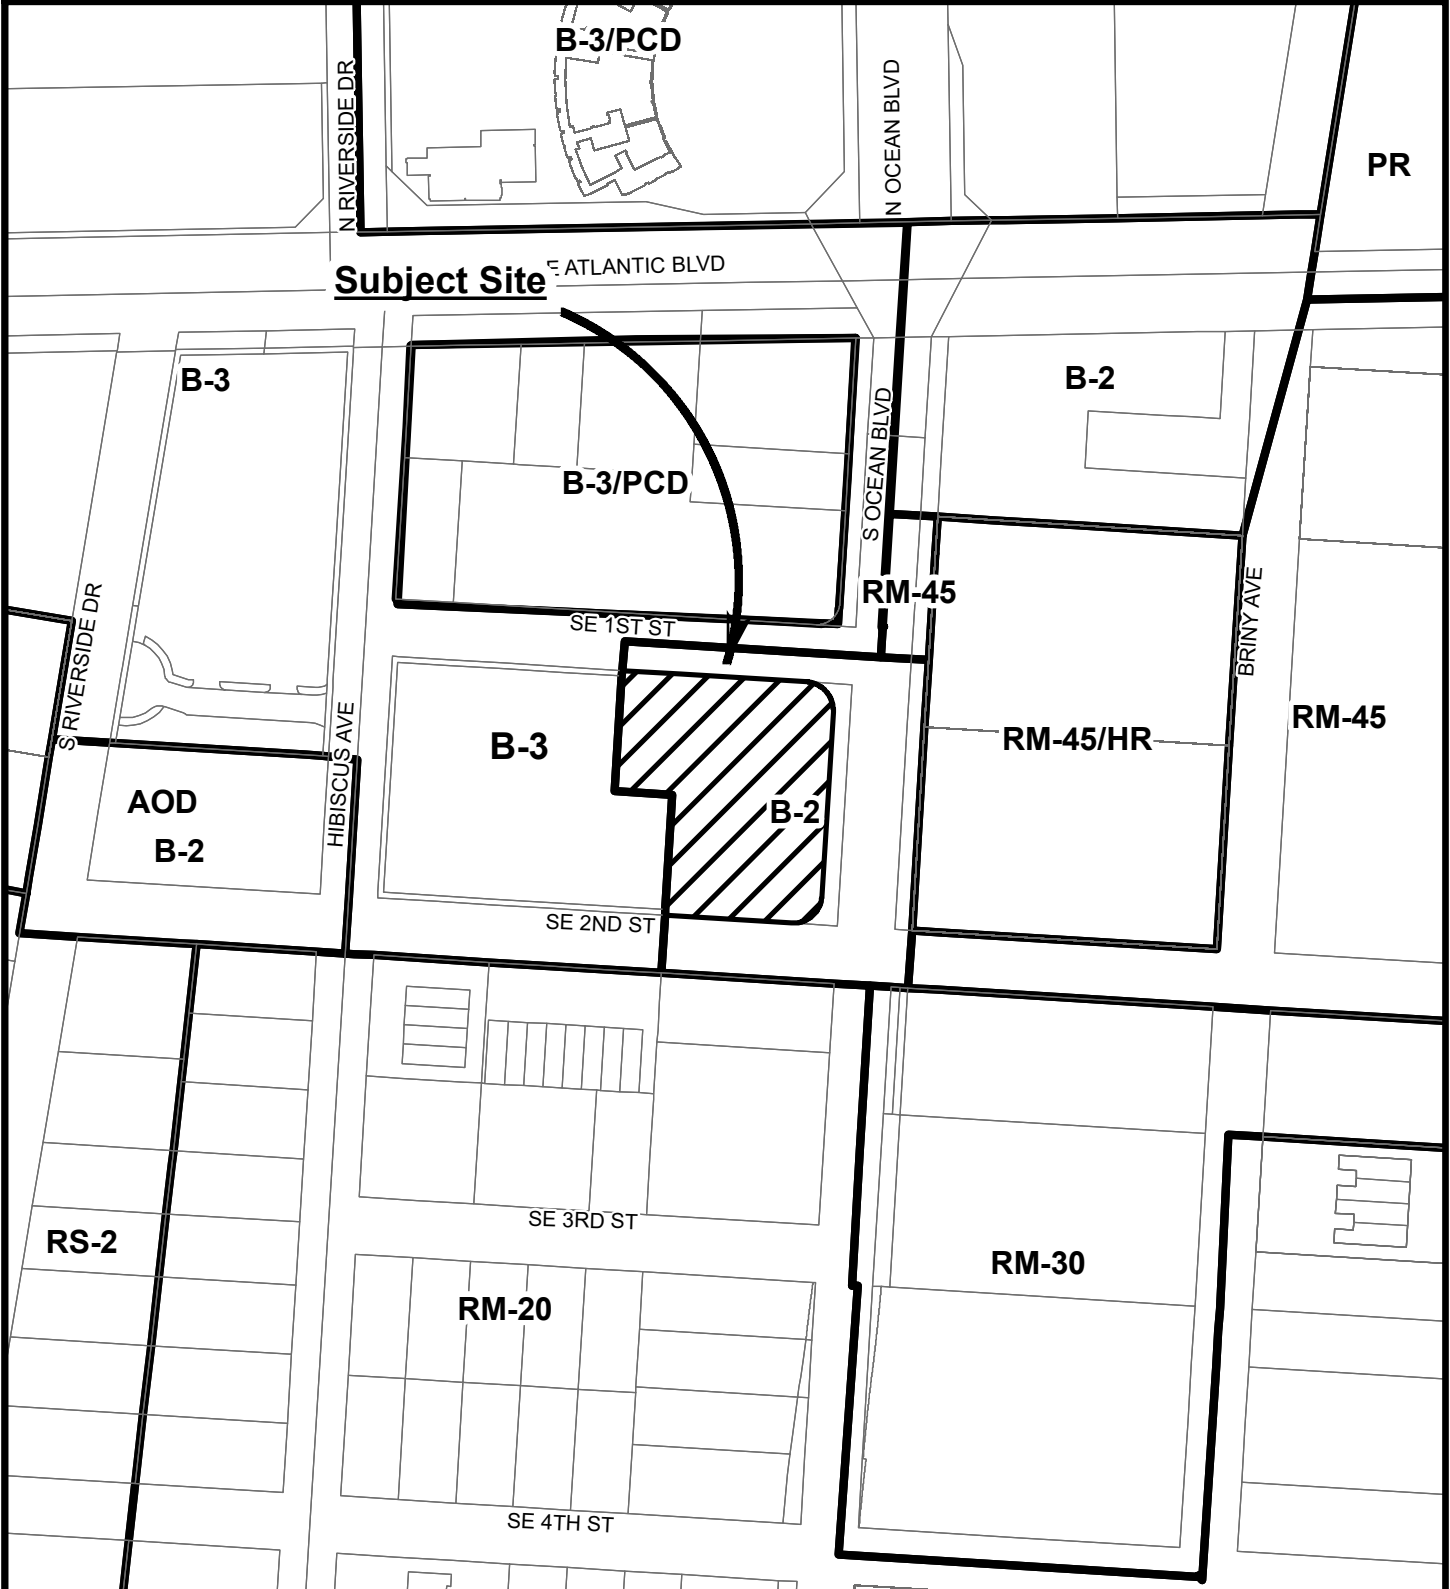 B-3/PCD
N RIVERSIDE DR
N OCEAN BLVD
PR
Subject Site
E ATLANTIC BLVD
B-3
B-2
B-3/PCD
S OCEAN BLVD
RM-45
SE 1ST ST
BRINY AVE
S RIVERSIDE DR
HIBISCUS AVE
B-3
RM-45/HR
RM-45
AOD
B-2
B-2
SE 2ND ST
SE 3RD ST
RS-2
RM-20
RM-30
SE 4TH ST